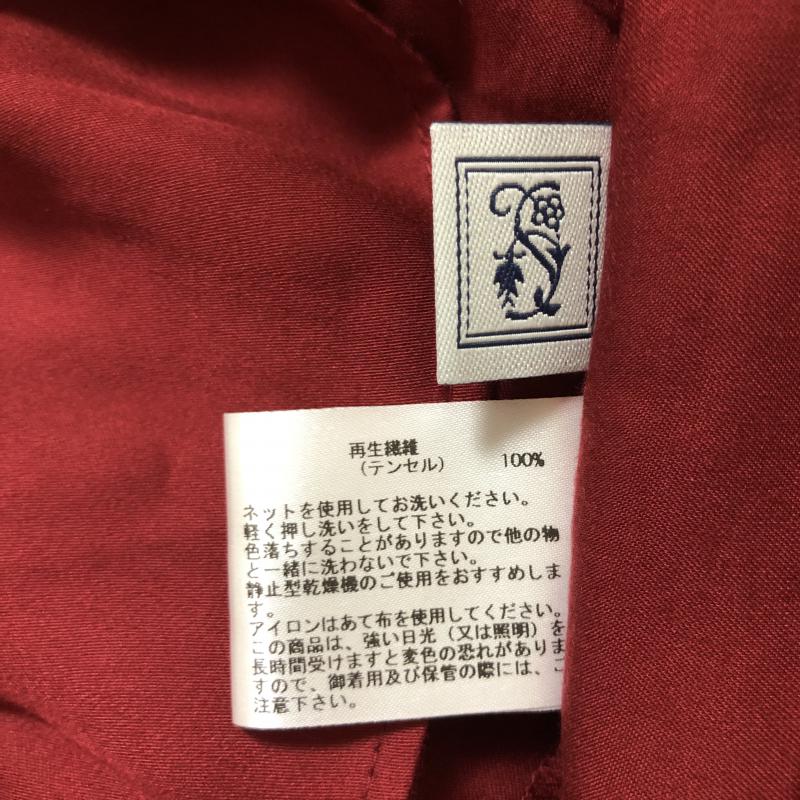 再生繊維
（テンセル） 100%
ネットを使用してお洗いください。
軽く押し洗いをして下さい。
色落ちすることがありますので他の物
と一緒に洗わないで下さい。
静止型乾燥機のご使用をおすすめしま
す。
アイロンはあて布を使用してください。
この商品は、強い日光（又は照明）を
長時間受けますと変色の恐れがありま
すので、御着用及び保管の際には、ご
注意下さい。